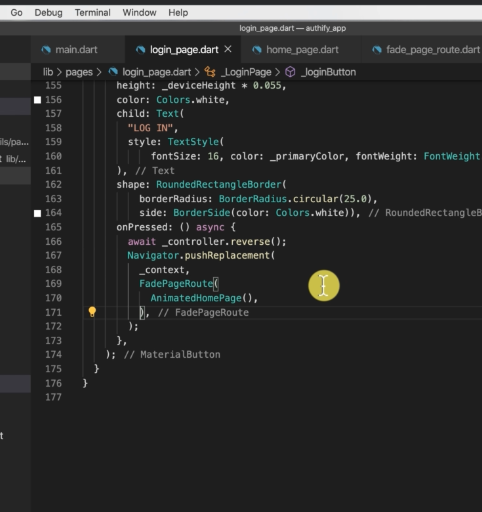 Go Debug Terminal Window Help
login_page.dart — authify_app
main.dart login_page.dart × home_page.dart fade_page_route.dart
lib > pages > login_page.dart > _LoginPage > _loginButton
155 height: _deviceHeight * 0.055,
156 color: Colors.white,
157 child: Text(
158 "LOG IN",
159 style: TextStyle(
160 fontSize: 16, color: _primaryColor, fontWeight: FontWeight
161 ), // Text
162 shape: RoundedRectangleBorder(
163 borderRadius: BorderRadius.circular(25.0),
164 side: BorderSide(color: Colors.white)), // RoundedRectangleB
165 onPressed: () async {
166 await _controller.reverse();
167 Navigator.pushReplacement(
168 _context,
169 FadePageRoute(
170 AnimatedHomePage(),
171 ), // FadePageRoute
172 );
173 },
174 ); // MaterialButton
175 }
176 }
177
ils/pa...
t lib/...
t